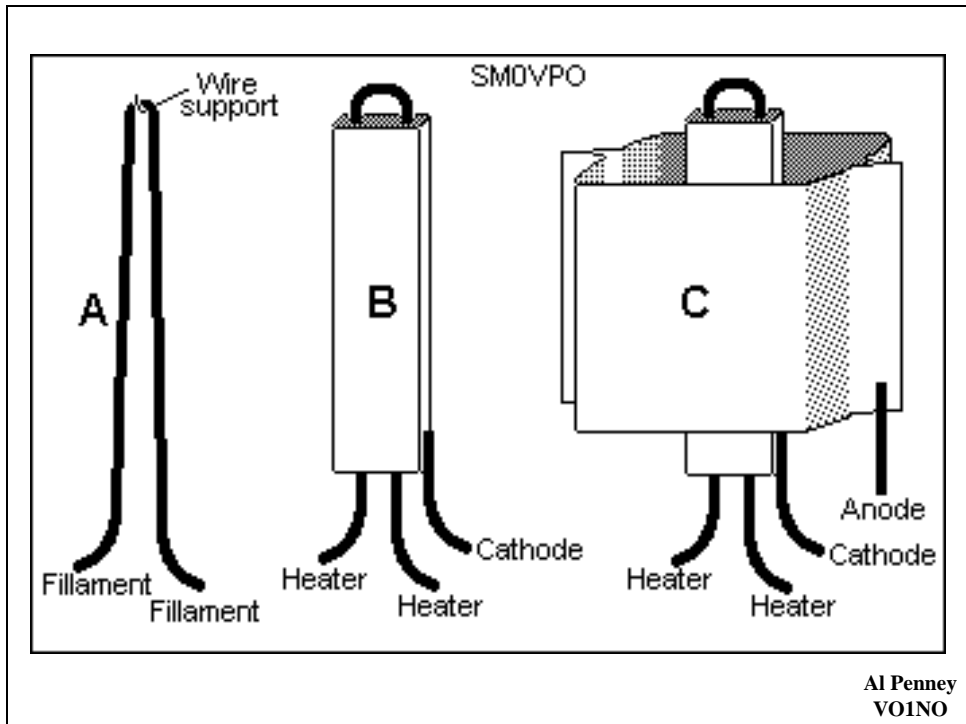 SM0VPO
Wire
support
A
Fillament
Fillament
B
Heater
Heater
Cathode
C
Heater
Heater
Cathode
Anode
Al Penney
VO1NO